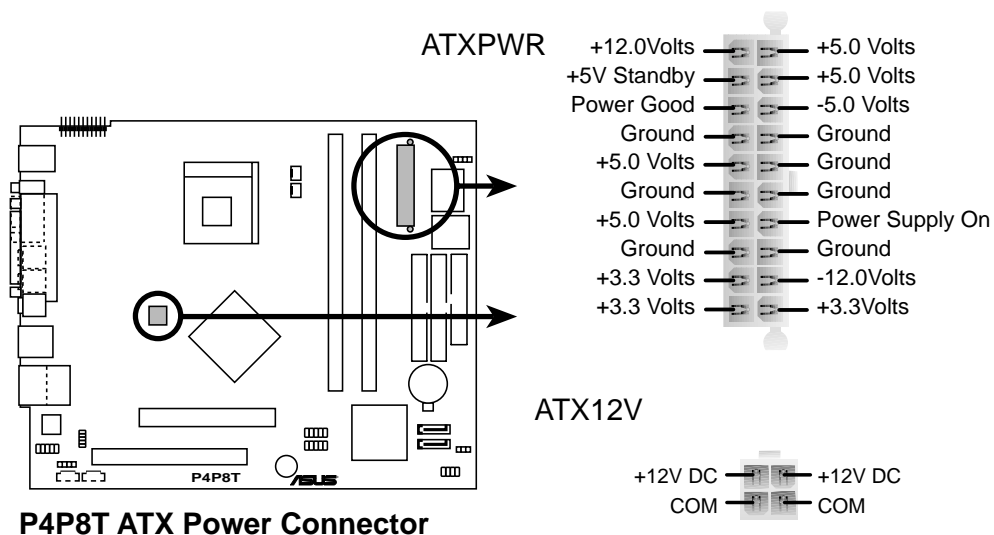 ATXPWR
+12.0Volts +5.0 Volts
+5V Standby +5.0 Volts
Power Good -5.0 Volts
Ground Ground
+5.0 Volts Ground
Ground Ground
+5.0 Volts Power Supply On
Ground Ground
+3.3 Volts -12.0Volts
+3.3 Volts +3.3Volts
ATX12V
+12V DC +12V DC
COM COM
P4P8T
ASUS
P4P8T ATX Power Connector